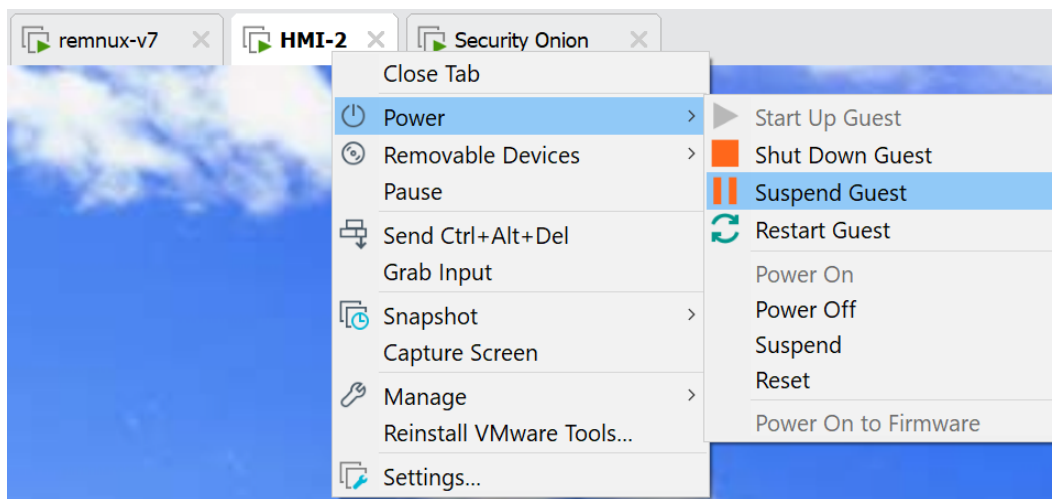 remnux-v7
HMI-2
Security Onion
Close Tab
Power
Removable Devices
Pause
Send Ctrl+Alt+Del
Grab Input
Snapshot
Capture Screen
Manage
Reinstall VMware Tools...
Settings...
Start Up Guest
Shut Down Guest
Suspend Guest
Restart Guest
Power On
Power Off
Suspend
Reset
Power On to Firmware